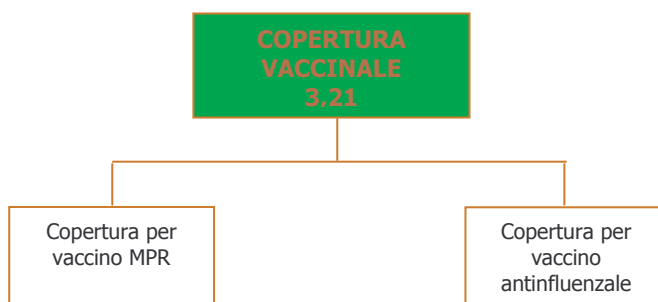 COPERTURA
VACCINALE
3,21
Copertura per
vaccino MPR
Copertura per
vaccino
antinfluenzale